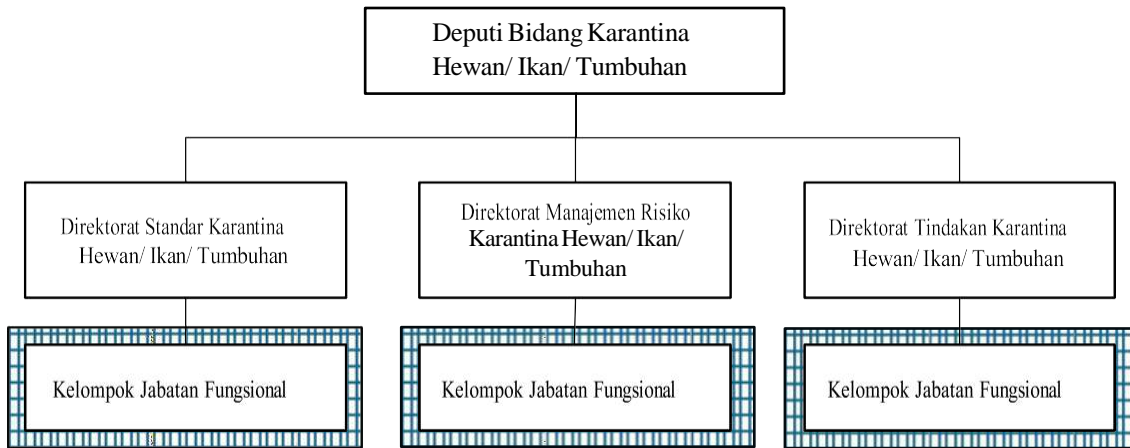 Deputi Bidang Karantina
Hewan/ Ikan/ Tumbuhan
Direktorat Standar Karantina
Hewan/ Ikan/ Tumbuhan
Direktorat Manajemen Risiko
Karantina Hewan/ Ikan/
Tumbuhan
Direktorat Tindakan Karantina
Hewan/ Ikan/ Tumbuhan
Kelompok Jabatan Fungsional
Kelompok Jabatan Fungsional
Kelompok Jabatan Fungsional